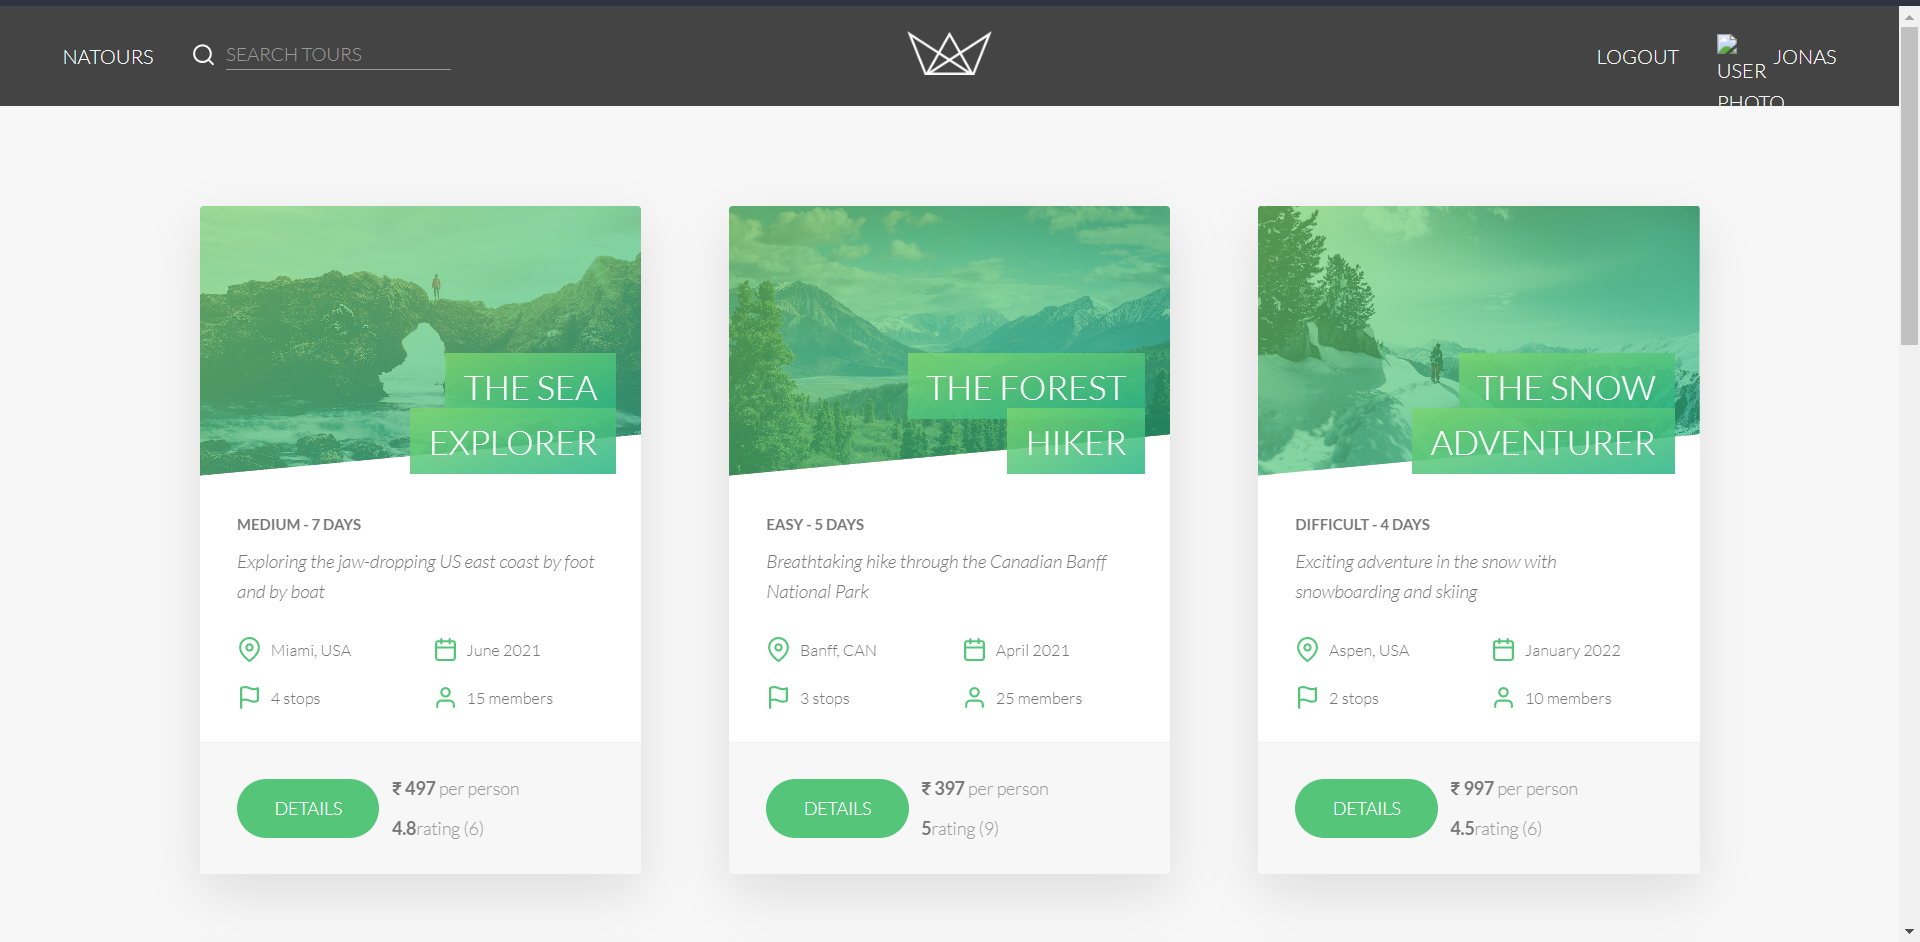 NATOURS
SEARCH TOURS
LOGOUT
USER PHOTO
JONAS
THE SEA
EXPLORER
MEDIUM - 7 DAYS
Exploring the jaw-dropping US east coast by foot
and by boat
Miami, USA
June 2021
4 stops
15 members
DETAILS
₹ 497 per person
4.8rating (6)
THE FOREST
HIKER
EASY - 5 DAYS
Breathtaking hike through the Canadian Banff
National Park
Banff, CAN
April 2021
3 stops
25 members
DETAILS
₹ 397 per person
5rating (9)
THE SNOW
ADVENTURER
DIFFICULT - 4 DAYS
Exciting adventure in the snow with
snowboarding and skiing
Aspen, USA
January 2022
2 stops
10 members
DETAILS
₹ 997 per person
4.5rating (6)